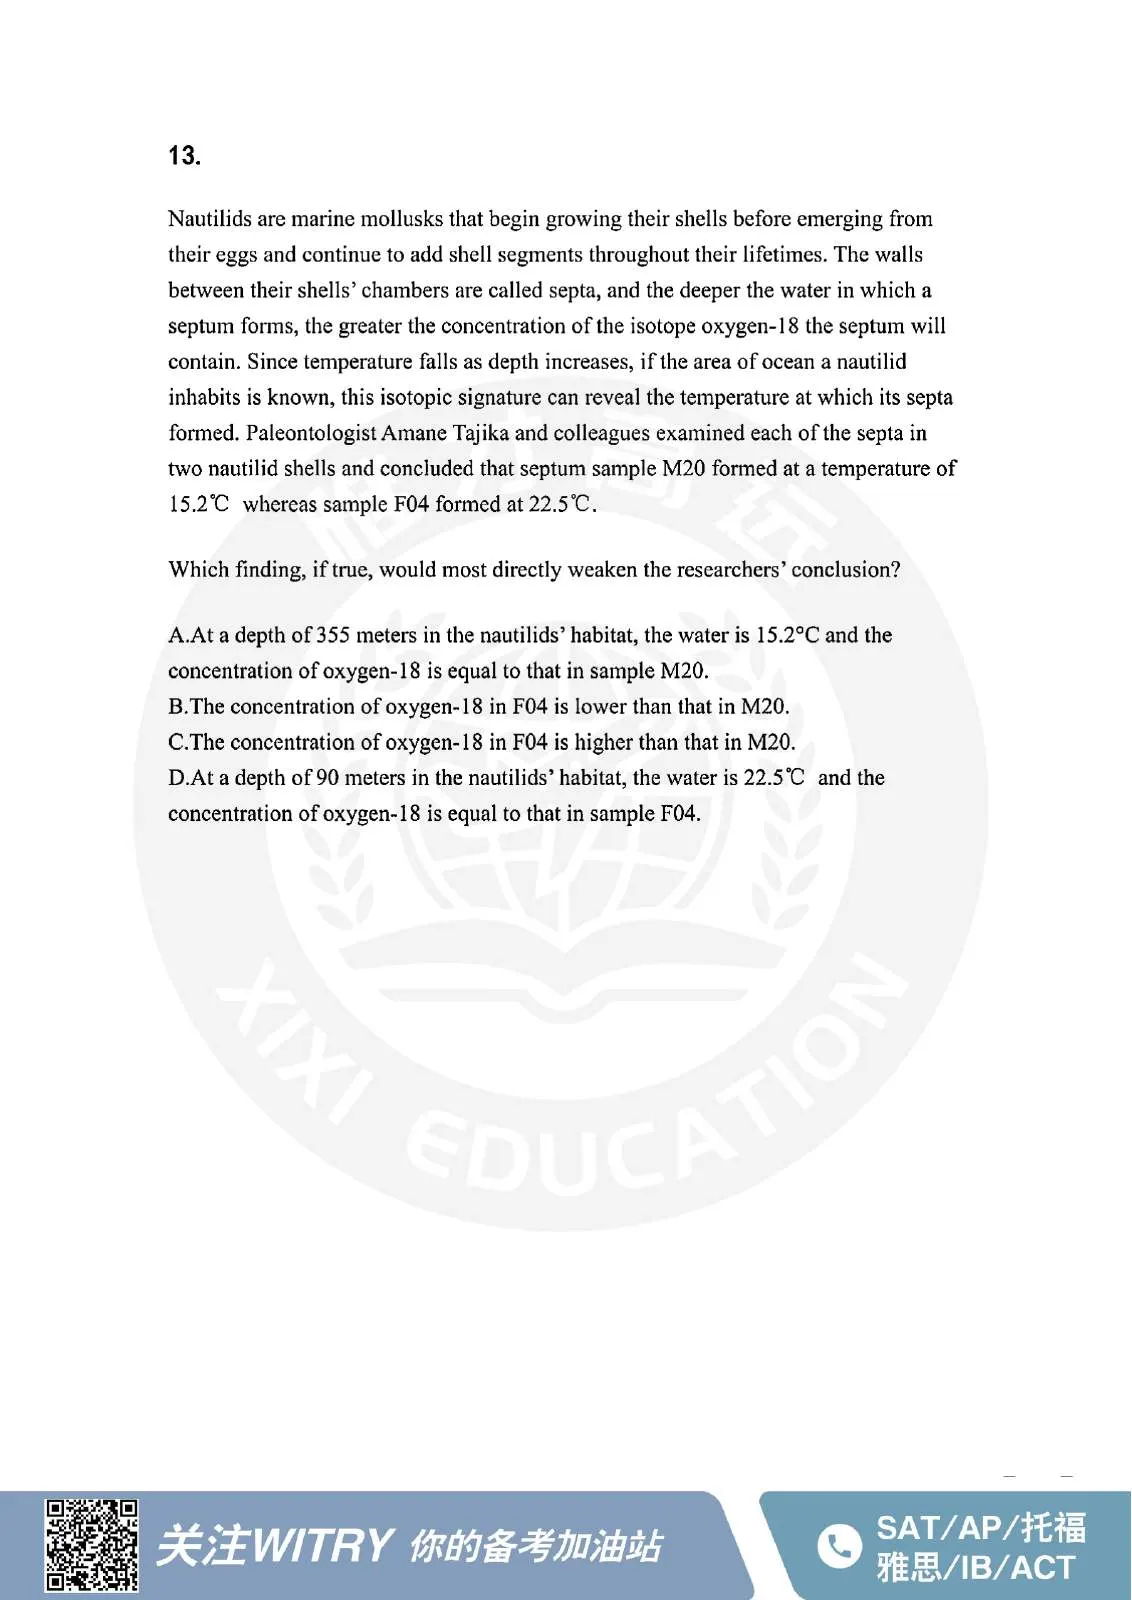 13.
Nautilids are marine mollusks that begin growing their shells before emerging from
their eggs and continue to add shell segments throughout their lifetimes. The walls
between their shells’ chambers are called septa, and the deeper the water in which a
septum forms, the greater the concentration of the isotope oxygen-18 the septum will
contain. Since temperature falls as depth increases, if the area of ocean a nautilid
inhabits is known, this isotopic signature can reveal the temperature at which its septa
formed. Paleontologist Amane Tajika and colleagues examined each of the septa in
two nautilid shells and concluded that septum sample M20 formed at a temperature of
15.2℃ whereas sample F04 formed at 22.5℃.
Which finding, if true, would most directly weaken the researchers’ conclusion?
A.At a depth of 355 meters in the nautilids’ habitat, the water is 15.2°C and the
concentration of oxygen-18 is equal to that in sample M20.
B.The concentration of oxygen-18 in F04 is lower than that in M20.
C.The concentration of oxygen-18 in F04 is higher than that in M20.
D.At a depth of 90 meters in the nautilids’ habitat, the water is 22.5℃ and the
concentration of oxygen-18 is equal to that in sample F04.
XIXI EDUCATION
关注WITRY 你的备考加油站
SAT/AP/托福
雅思/IB/ACT